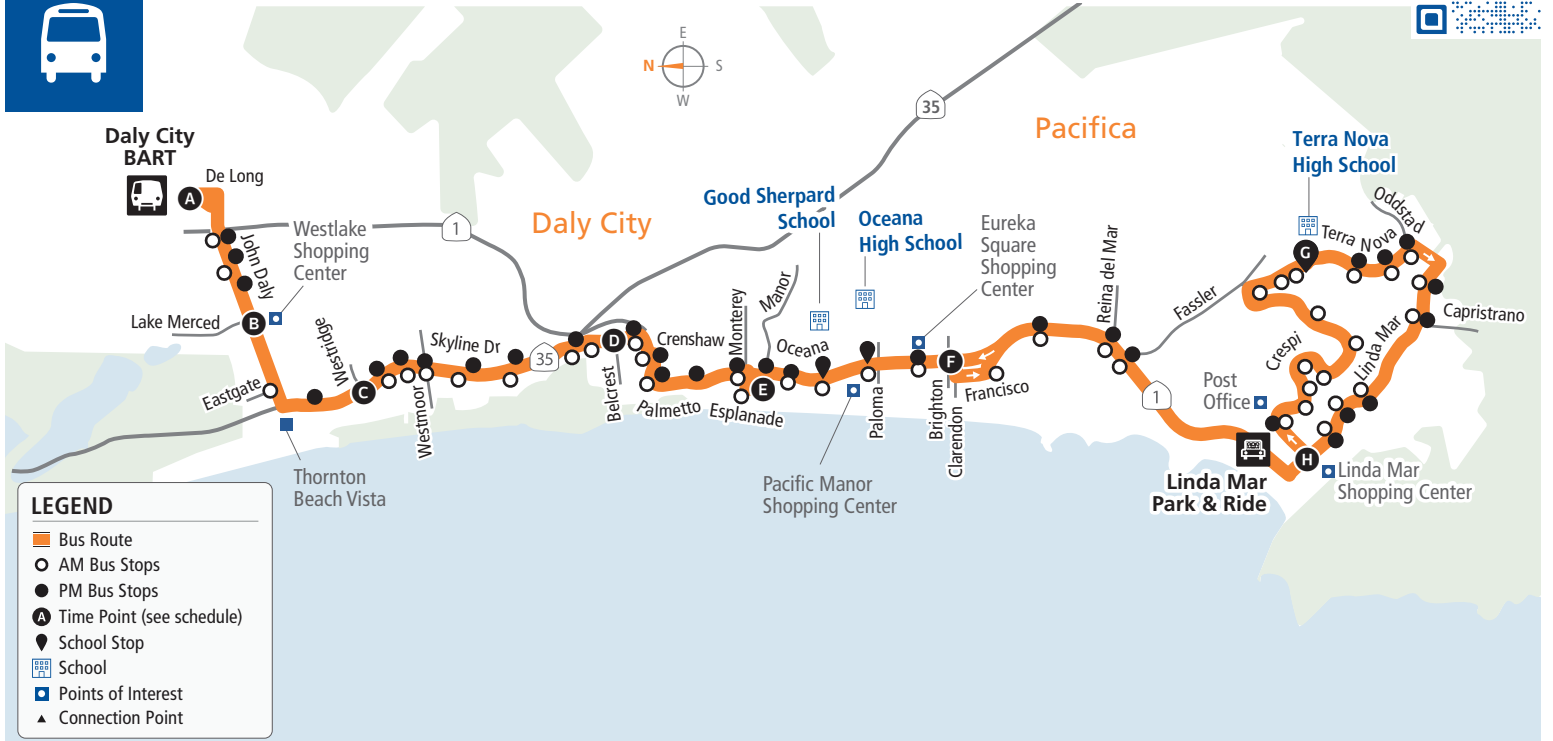 E
N
S
W
35
Pacifica
Daly City
BART
De Long
A
Terra Nova
High School
Good Sherpard
School
Oceana
High School
Oddstad
Daly City
1
Westlake
Shopping
Center
John Daly
Eureka
Square
Shopping
Center
Terra Nova
G
Reina del Mar
Fassler
Manor
Monterey
Lake Merced
B
Westridge
Skyline Dr
35
D
Crenshaw
Oceana
Capristrano
Crespi
Linda Mar
Eastgate
C
Westmoor
Belcrest
Palmetto
Esplanade
E
Paloma
Brighton
Clarendon
F
Francisco
1
Post
Office
H
Thornton
Beach Vista
Pacific Manor
Shopping Center
Linda Mar
Park & Ride
Linda Mar
Shopping Center
LEGEND
Bus Route
AM Bus Stops
PM Bus Stops
A Time Point (see schedule)
School Stop
School
Points of Interest
Connection Point